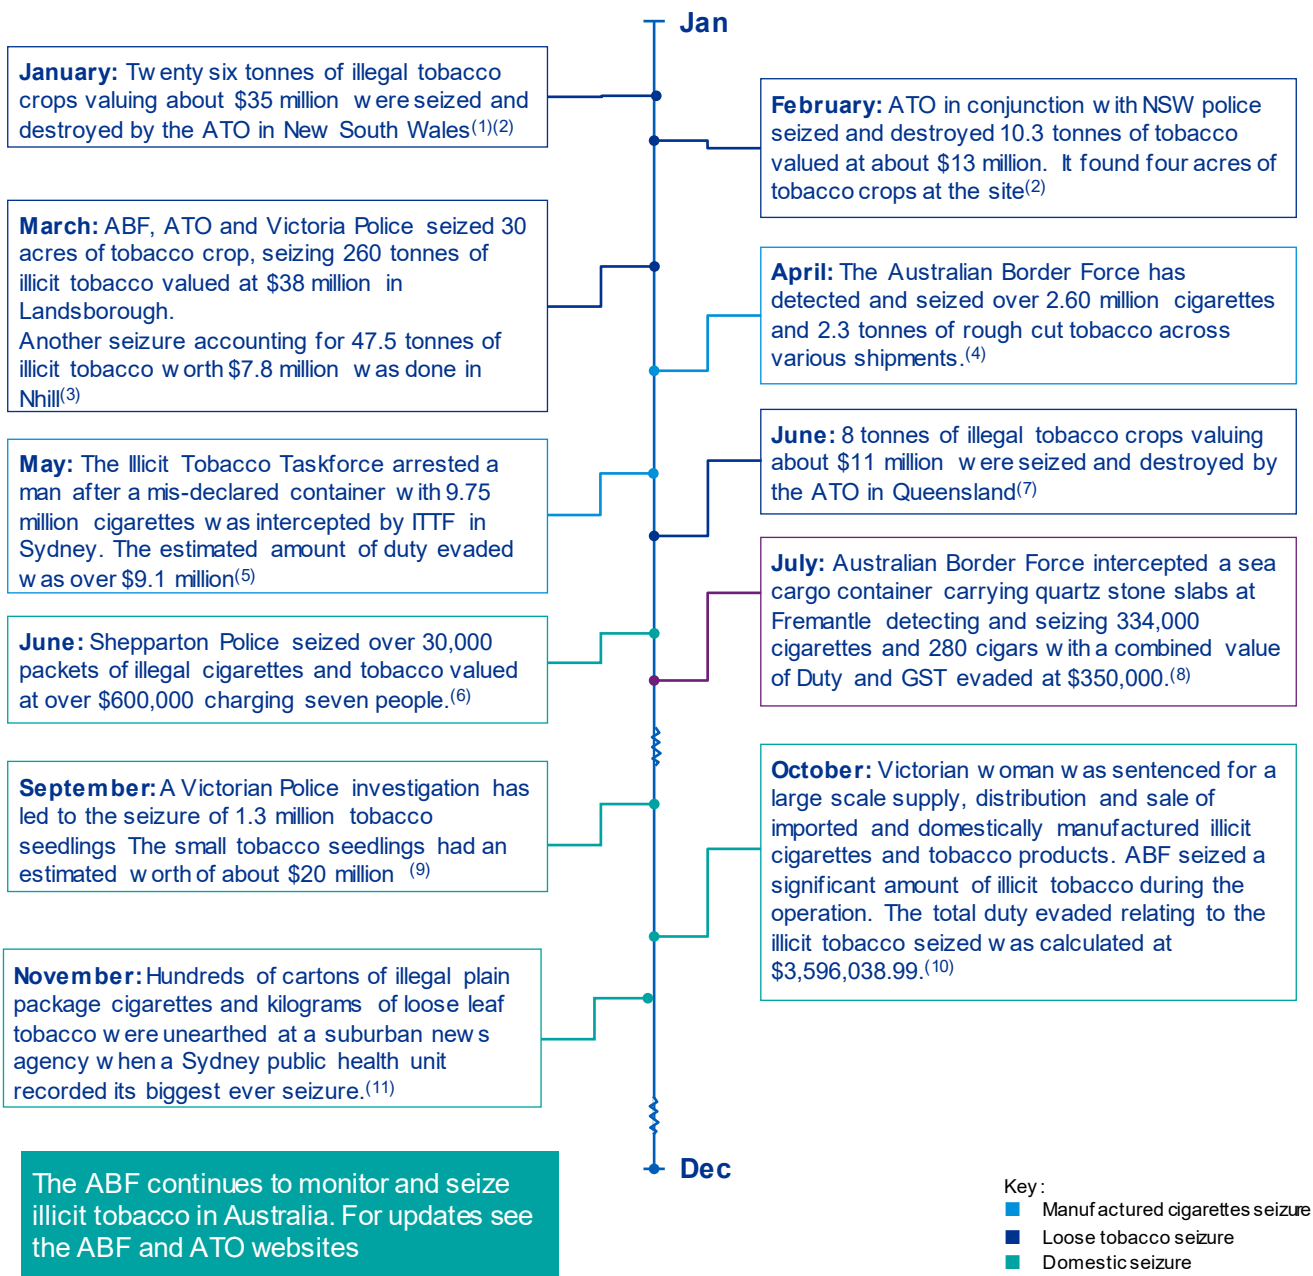 Jan
January: Twenty six tonnes of illegal tobacco
crops valuing about $35 million were seized and
destroyed by the ATO in New South Wales(1)(2)
February: ATO in conjunction with NSW police
seized and destroyed 10.3 tonnes of tobacco
valued at about $13 million. It found four acres of
tobacco crops at the site(2)
March: ABF, ATO and Victoria Police seized 30
acres of tobacco crop, seizing 260 tonnes of
illicit tobacco valued at $38 million in
Landsborough.
Another seizure accounting for 47.5 tonnes of
illicit tobacco worth $7.8 million was done in
Nhill(3)
April: The Australian Border Force has
detected and seized over 2.60 million cigarettes
and 2.3 tonnes of rough cut tobacco across
various shipments.(4)
May: The Illicit Tobacco Taskforce arrested a
man after a mis-declared container with 9.75
million cigarettes was intercepted by ITTF in
Sydney. The estimated amount of duty evaded
was over $9.1 million(5)
June: 8 tonnes of illegal tobacco crops valuing
about $11 million were seized and destroyed by
the ATO in Queensland(7)
June: Shepparton Police seized over 30,000
packets of illegal cigarettes and tobacco valued
at over $600,000 charging seven people.(6)
July: Australian Border Force intercepted a sea
cargo container carrying quartz stone slabs at
Fremantle detecting and seizing 334,000
cigarettes and 280 cigars with a combined value
of Duty and GST evaded at $350,000.(8)
September: A Victorian Police investigation has
led to the seizure of 1.3 million tobacco
seedlings The small tobacco seedlings had an
estimated worth of about $20 million (9)
October: Victorian woman was sentenced for a
large scale supply, distribution and sale of
imported and domestically manufactured illicit
cigarettes and tobacco products. ABF seized a
significant amount of illicit tobacco during the
operation. The total duty evaded relating to the
illicit tobacco seized was calculated at
$3,596,038.99.(10)
November: Hundreds of cartons of illegal plain
package cigarettes and kilograms of loose leaf
tobacco were unearthed at a suburban news
agency when a Sydney public health unit
recorded its biggest ever seizure.(11)
Dec
The ABF continues to monitor and seize
illicit tobacco in Australia. For updates see
the ABF and ATO websites
Key:
Manufactured cigarettes seizure
Loose tobacco seizure
Domestic seizure